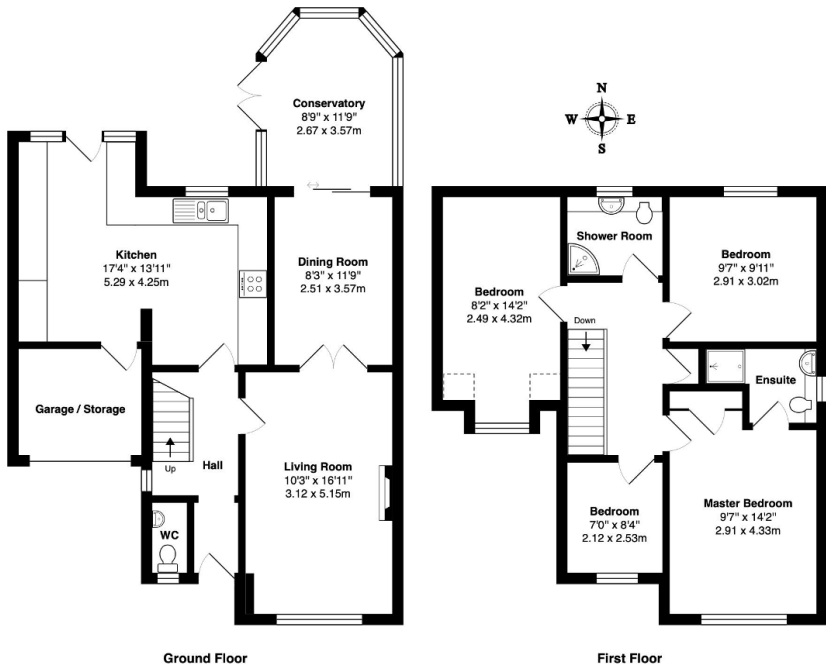 Conservatory
8'9" x 11'9"
2.67 x 3.57m
N
W E
S
Kitchen
17'4" x 13'11"
5.29 x 4.25m
Dining Room
8'3" x 11'9"
2.51 x 3.57m
Garage / Storage
Up
Hall
Living Room
10'3" x 16'11"
3.12 x 5.15m
WC
Ground Floor
Shower Room
Bedroom
9'7" x 9'11"
2.91 x 3.02m
Bedroom
8'2" x 14'2"
2.49 x 4.32m
Down
Ensuite
Bedroom
7'0" x 8'4"
2.12 x 2.53m
Master Bedroom
9'7" x 14'2"
2.91 x 4.33m
First Floor